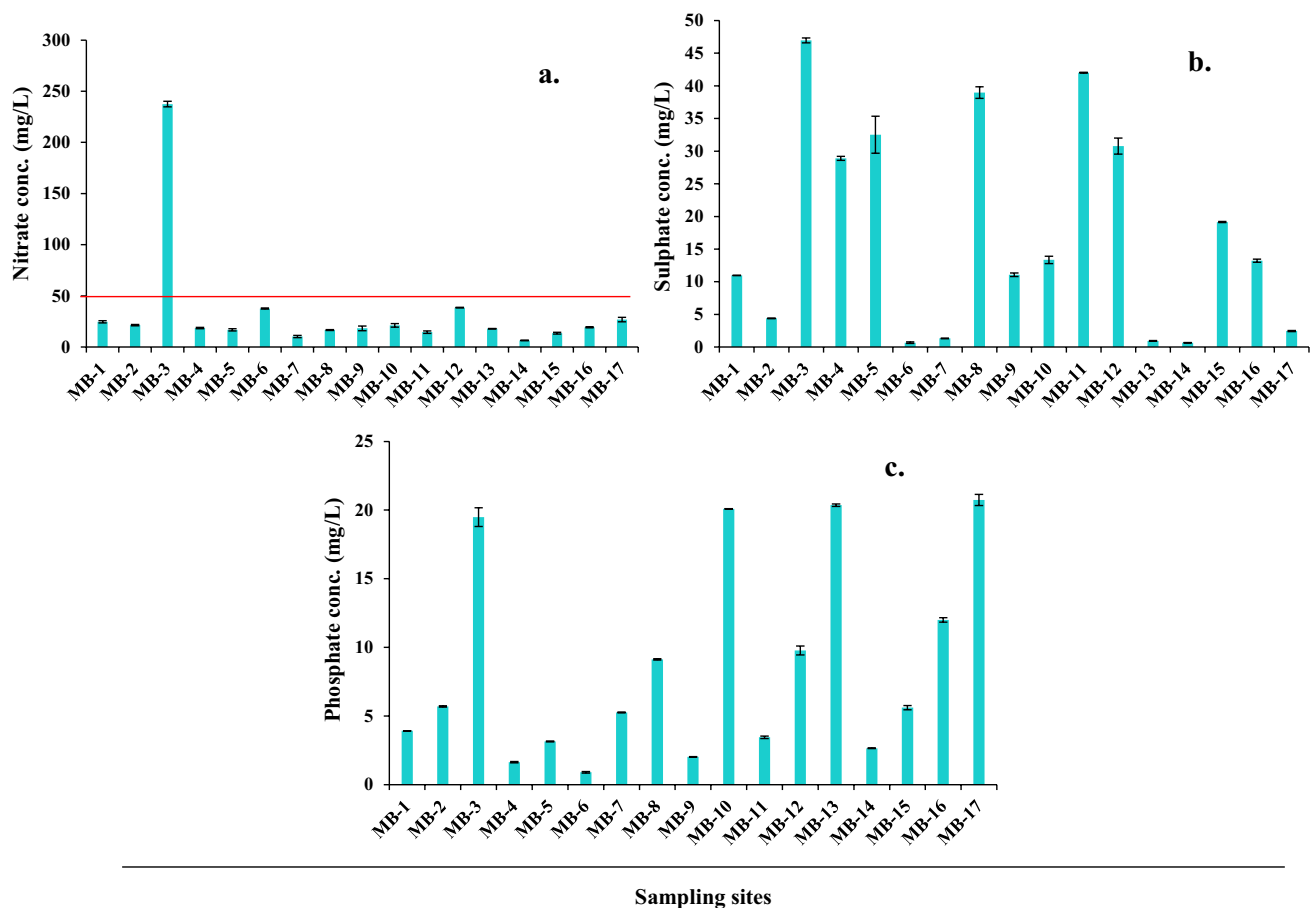 a.
Nitrate conc. (mg/L)
300
250
200
150
100
50
0
MB-1
MB-2
MB-3
MB-4
MB-5
MB-6
MB-7
MB-8
MB-9
MB-10
MB-11
MB-12
MB-13
MB-14
MB-15
MB-16
MB-17
b.
Sulphate conc. (mg/L)
50
45
40
35
30
25
20
15
10
5
0
MB-1
MB-2
MB-3
MB-4
MB-5
MB-6
MB-7
MB-8
MB-9
MB-10
MB-11
MB-12
MB-13
MB-14
MB-15
MB-16
MB-17
c.
Phosphate conc. (mg/L)
25
20
15
10
5
0
MB-1
MB-2
MB-3
MB-4
MB-5
MB-6
MB-7
MB-8
MB-9
MB-10
MB-11
MB-12
MB-13
MB-14
MB-15
MB-16
MB-17
Sampling sites